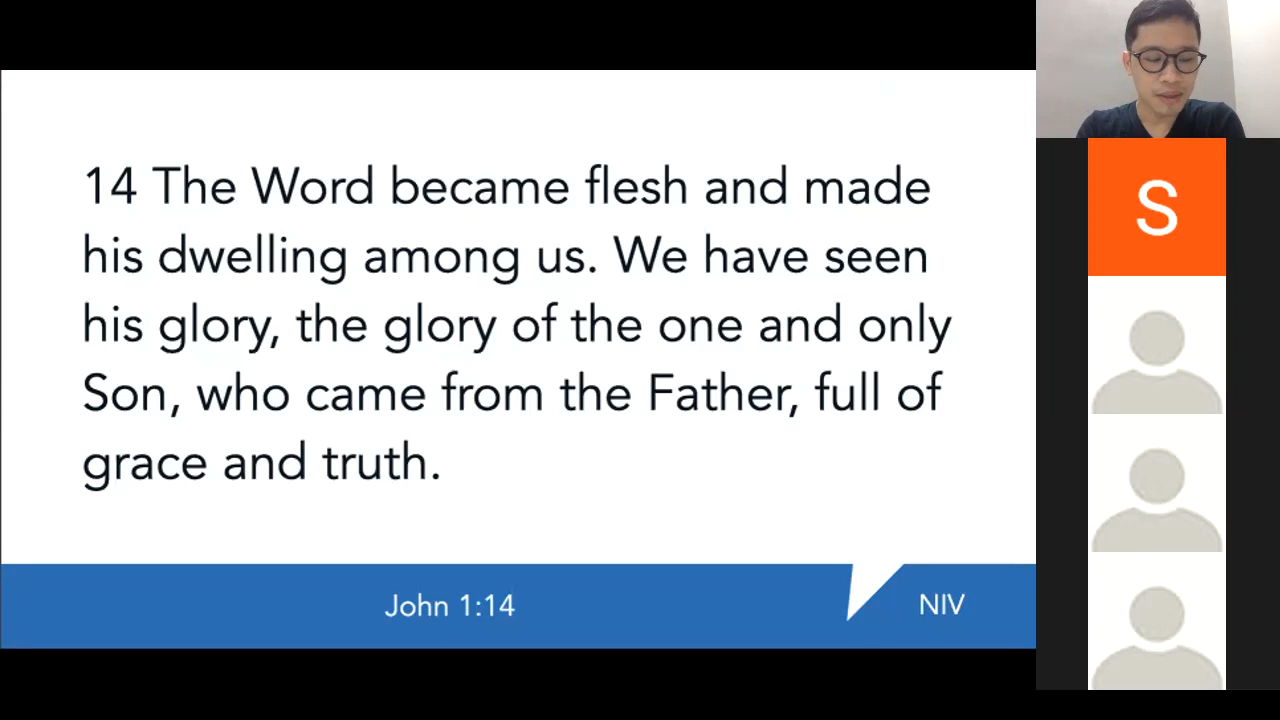 14 The Word became flesh and made
his dwelling among us. We have seen
his glory, the glory of the one and only
Son, who came from the Father, full of
grace and truth.
John 1:14
NIV
S